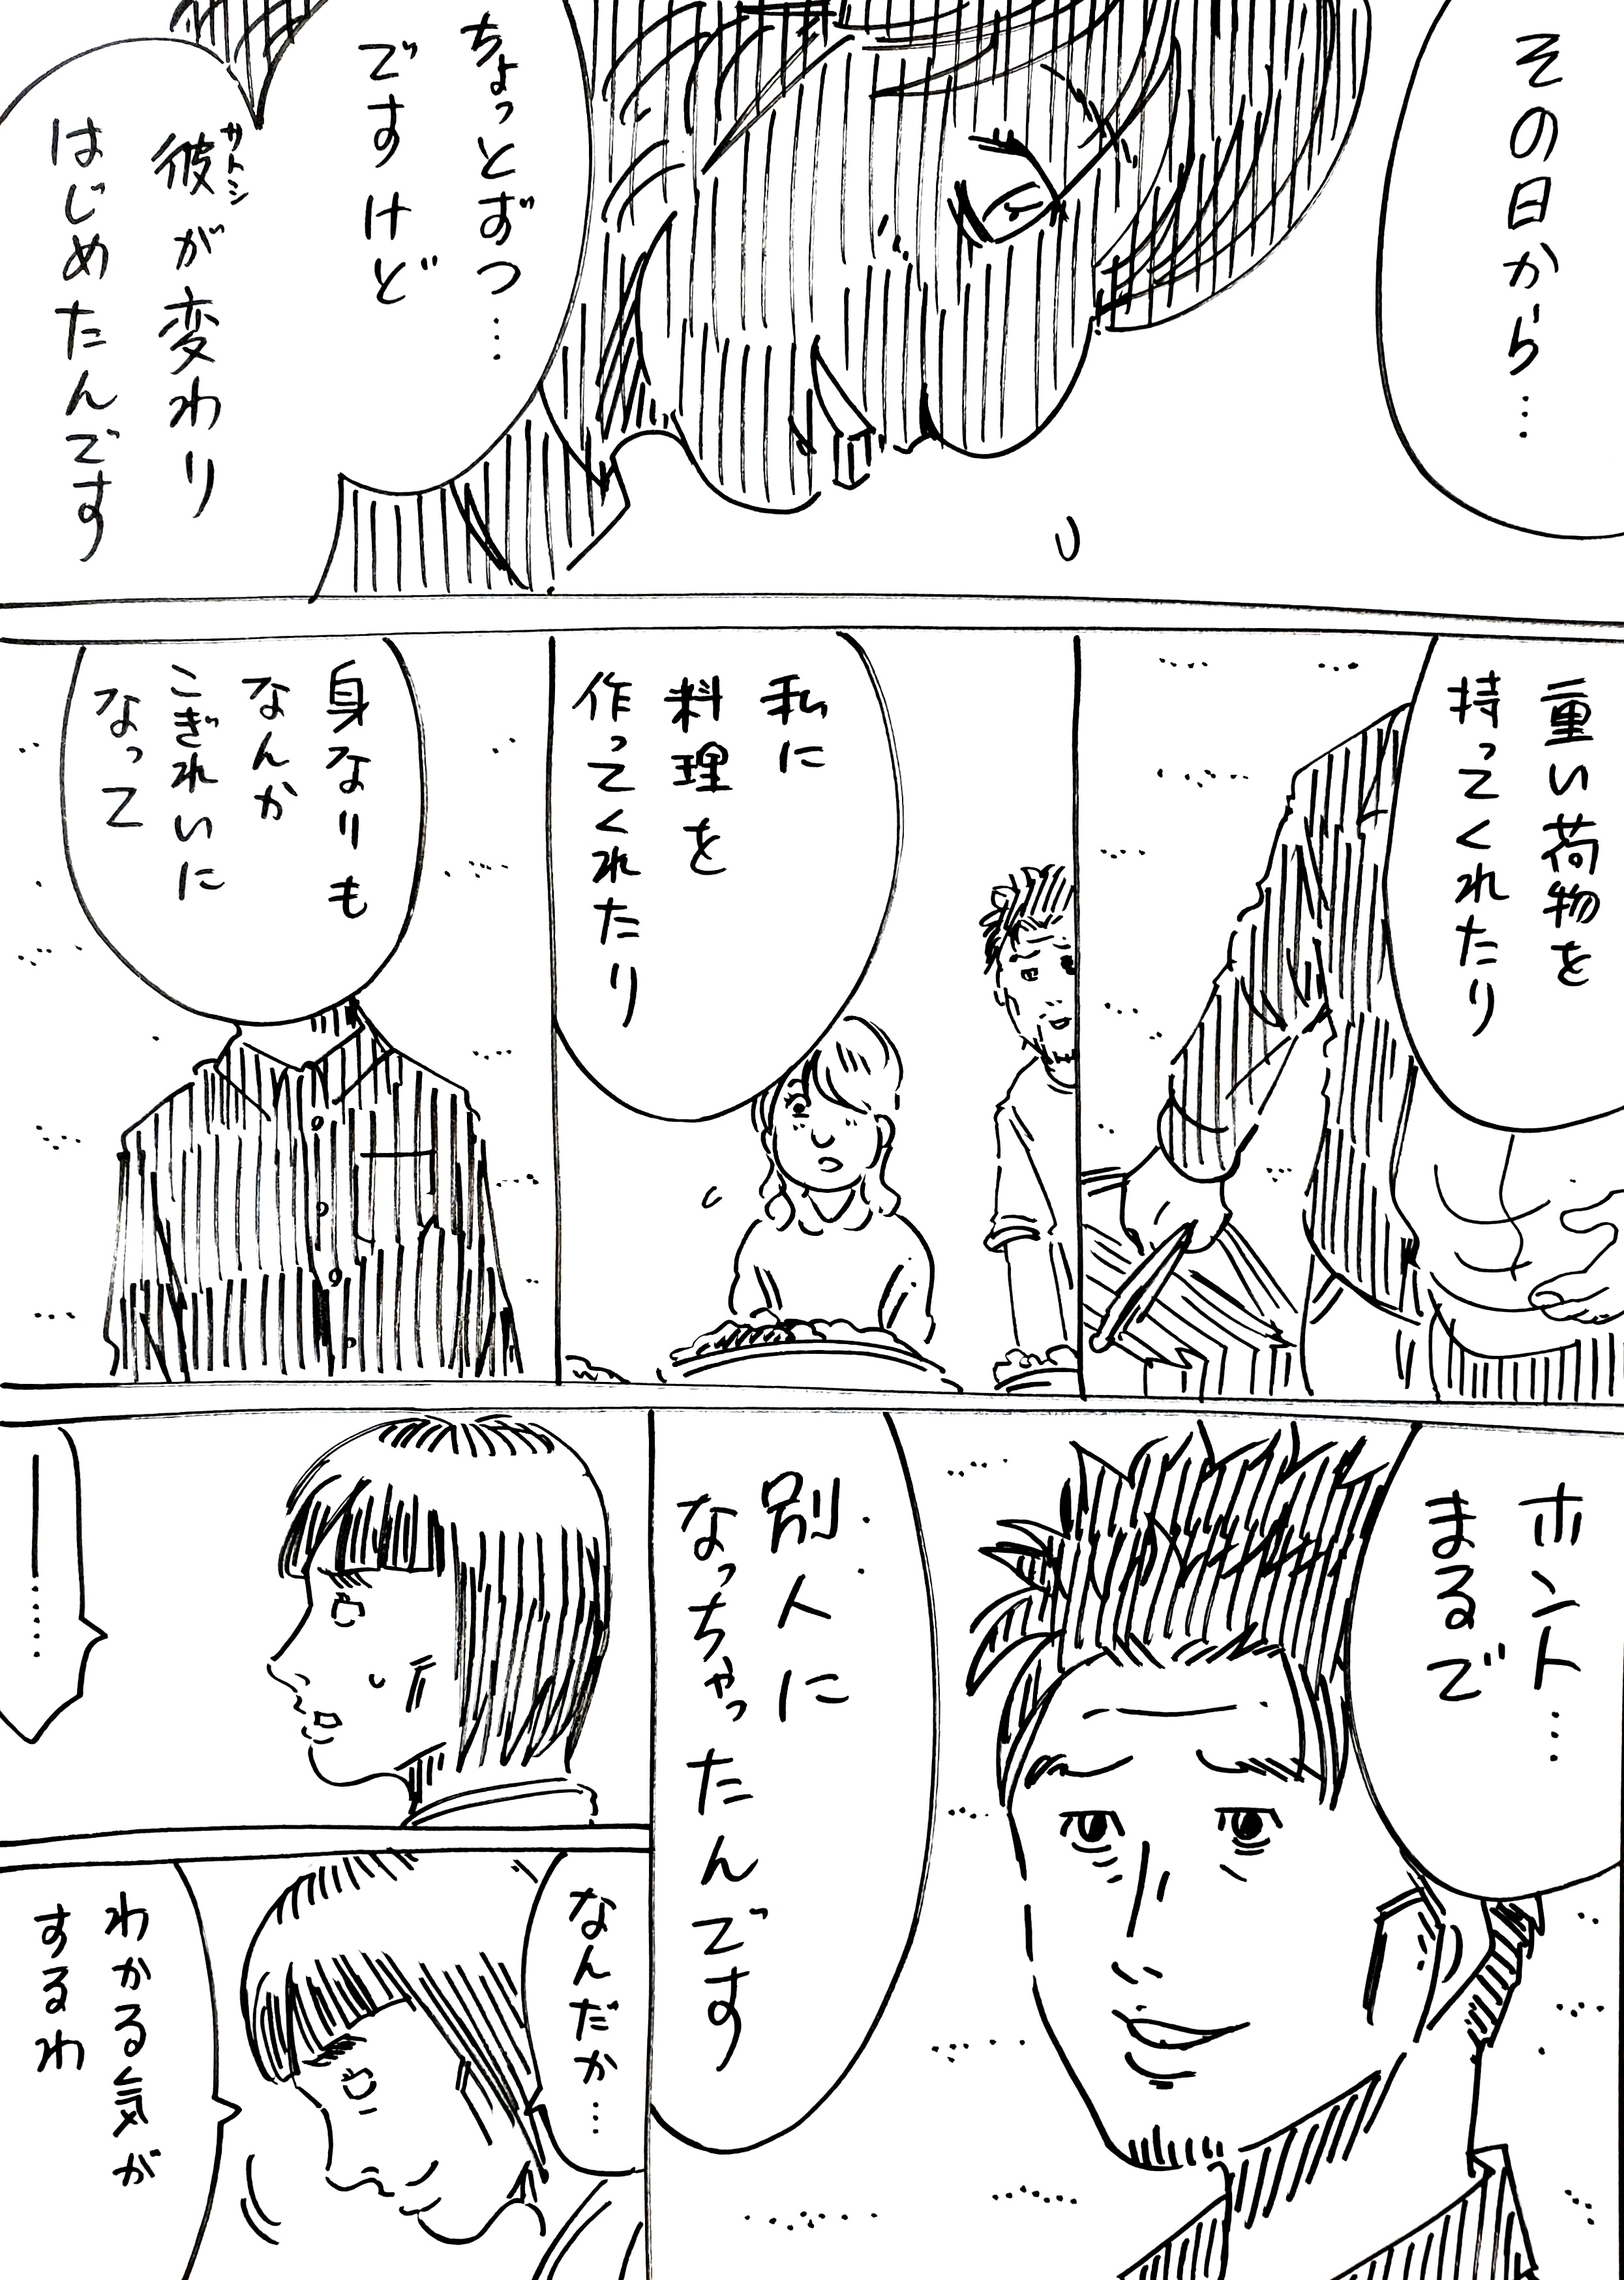 その日から…
ちょっとずつ…
ですけど
彼が変わり
サトシ
はじめたんです
重い荷物を
持ってくれたり
私に
料理を
作ってくれたり
身なりも
なんか
こぎれいに
なって
ホント…
まるで
別人に
なっちゃったんです
―……
なんだか…
わかる気が
するわ